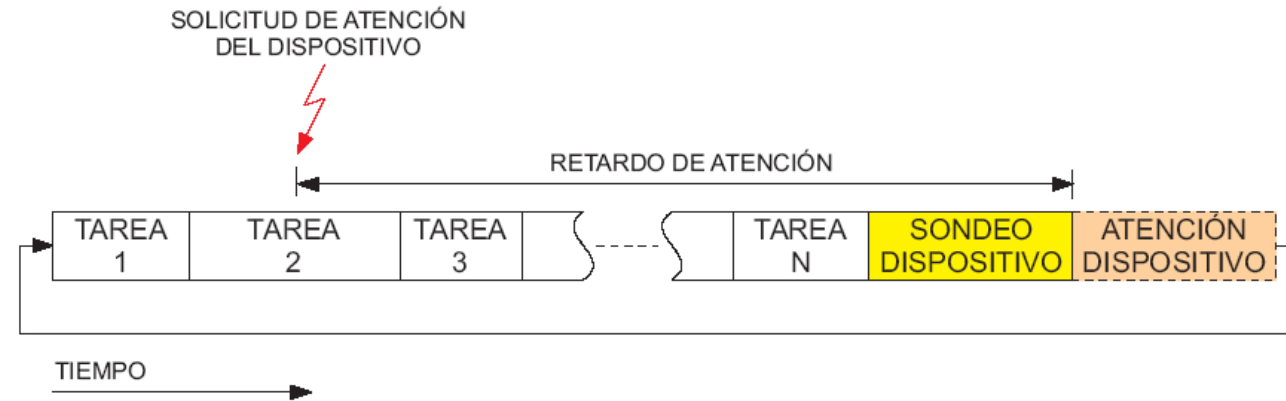 SOLICITUD DE ATENCIÓN
DEL DISPOSITIVO
RETARDO DE ATENCIÓN
TAREA
1
TAREA
2
TAREA
3
TAREA
N
SONDEO
DISPOSITIVO
ATENCIÓN
DISPOSITIVO
TIEMPO